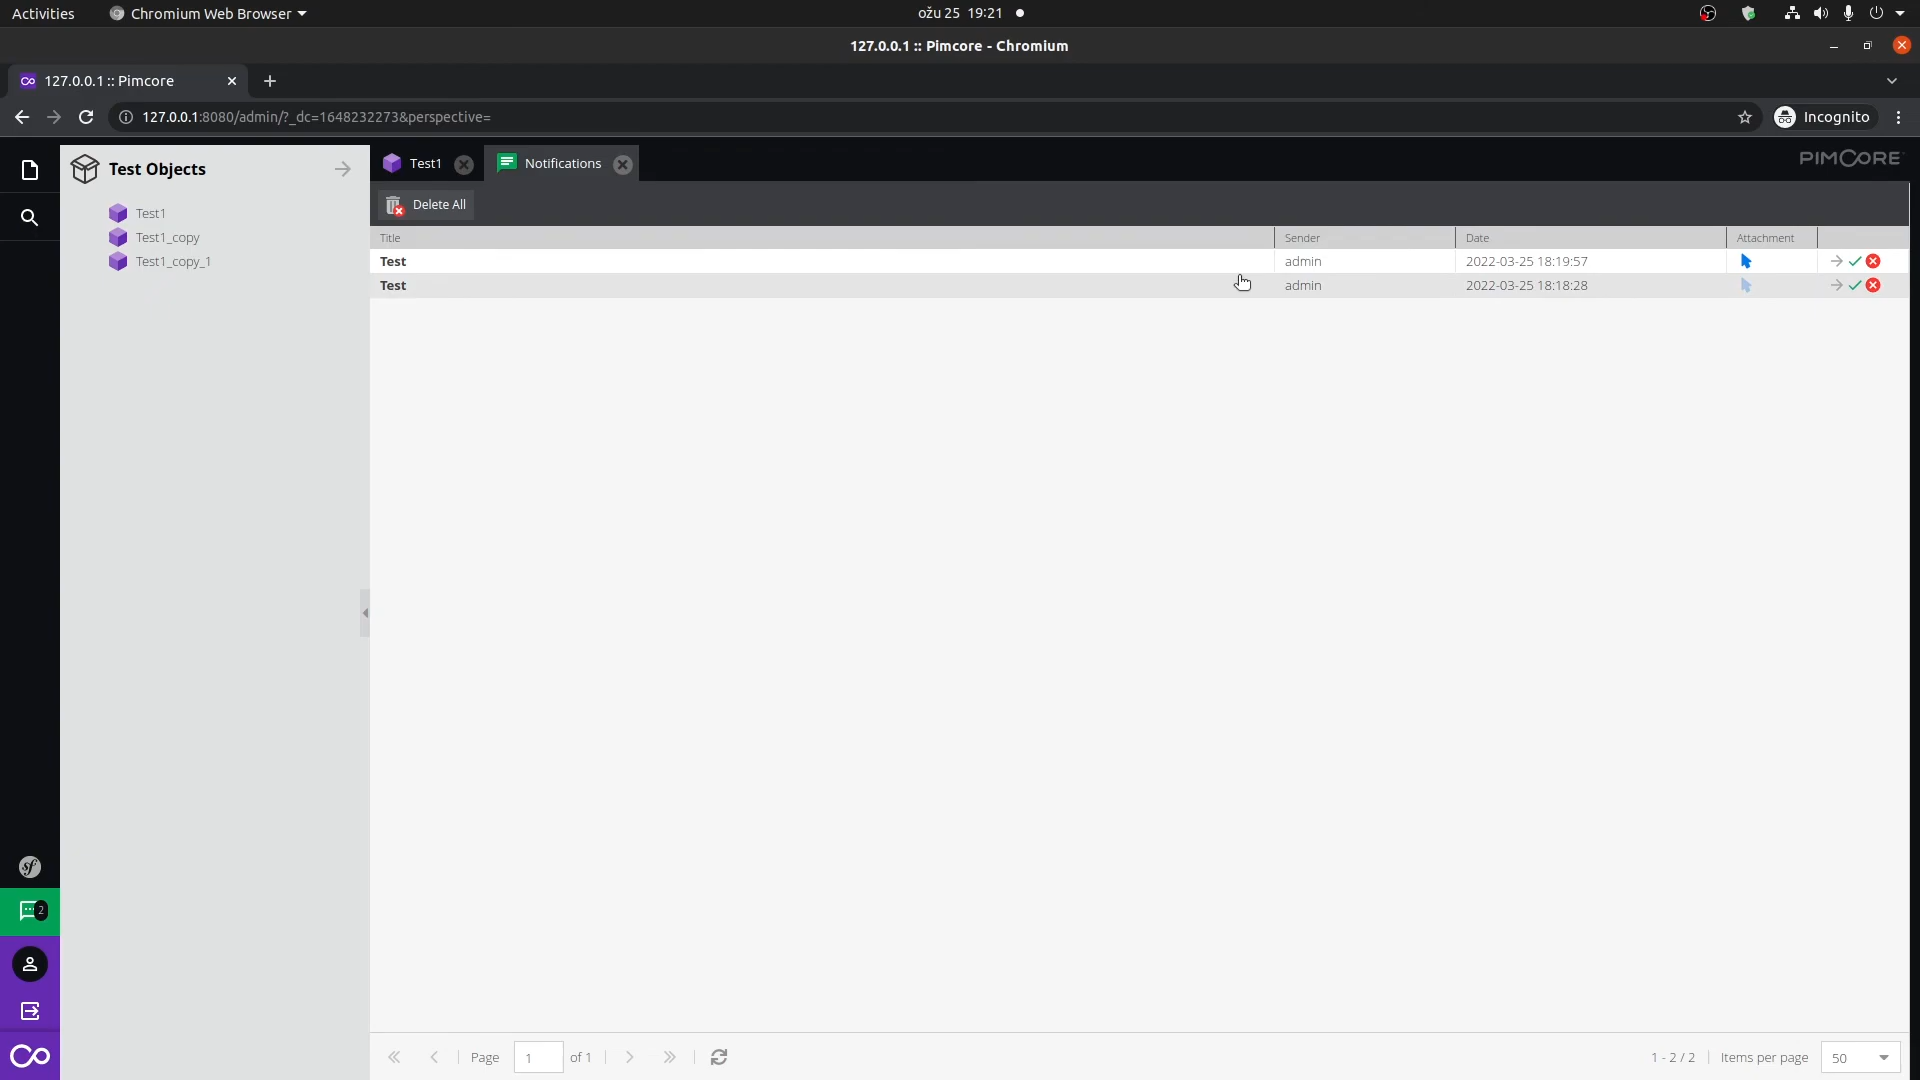 Activities Chromium Web Browser ožu 25 19:21
127.0.0.1 :: Pimcore - Chromium
127.0.0.1 :: Pimcore
127.0.0.1:8080/admin/?_dc=1648232273&perspective= Incognito
Test Objects
Test1
Test1_copy
Test1_copy_1
Test1 Notifications PIMCORE
Delete All
Title Sender Date Attachment
Test admin 2022-03-25 18:19:57
Test admin 2022-03-25 18:18:28
sf
2
Page 1 of 1 1 - 2 / 2 Items per page 50